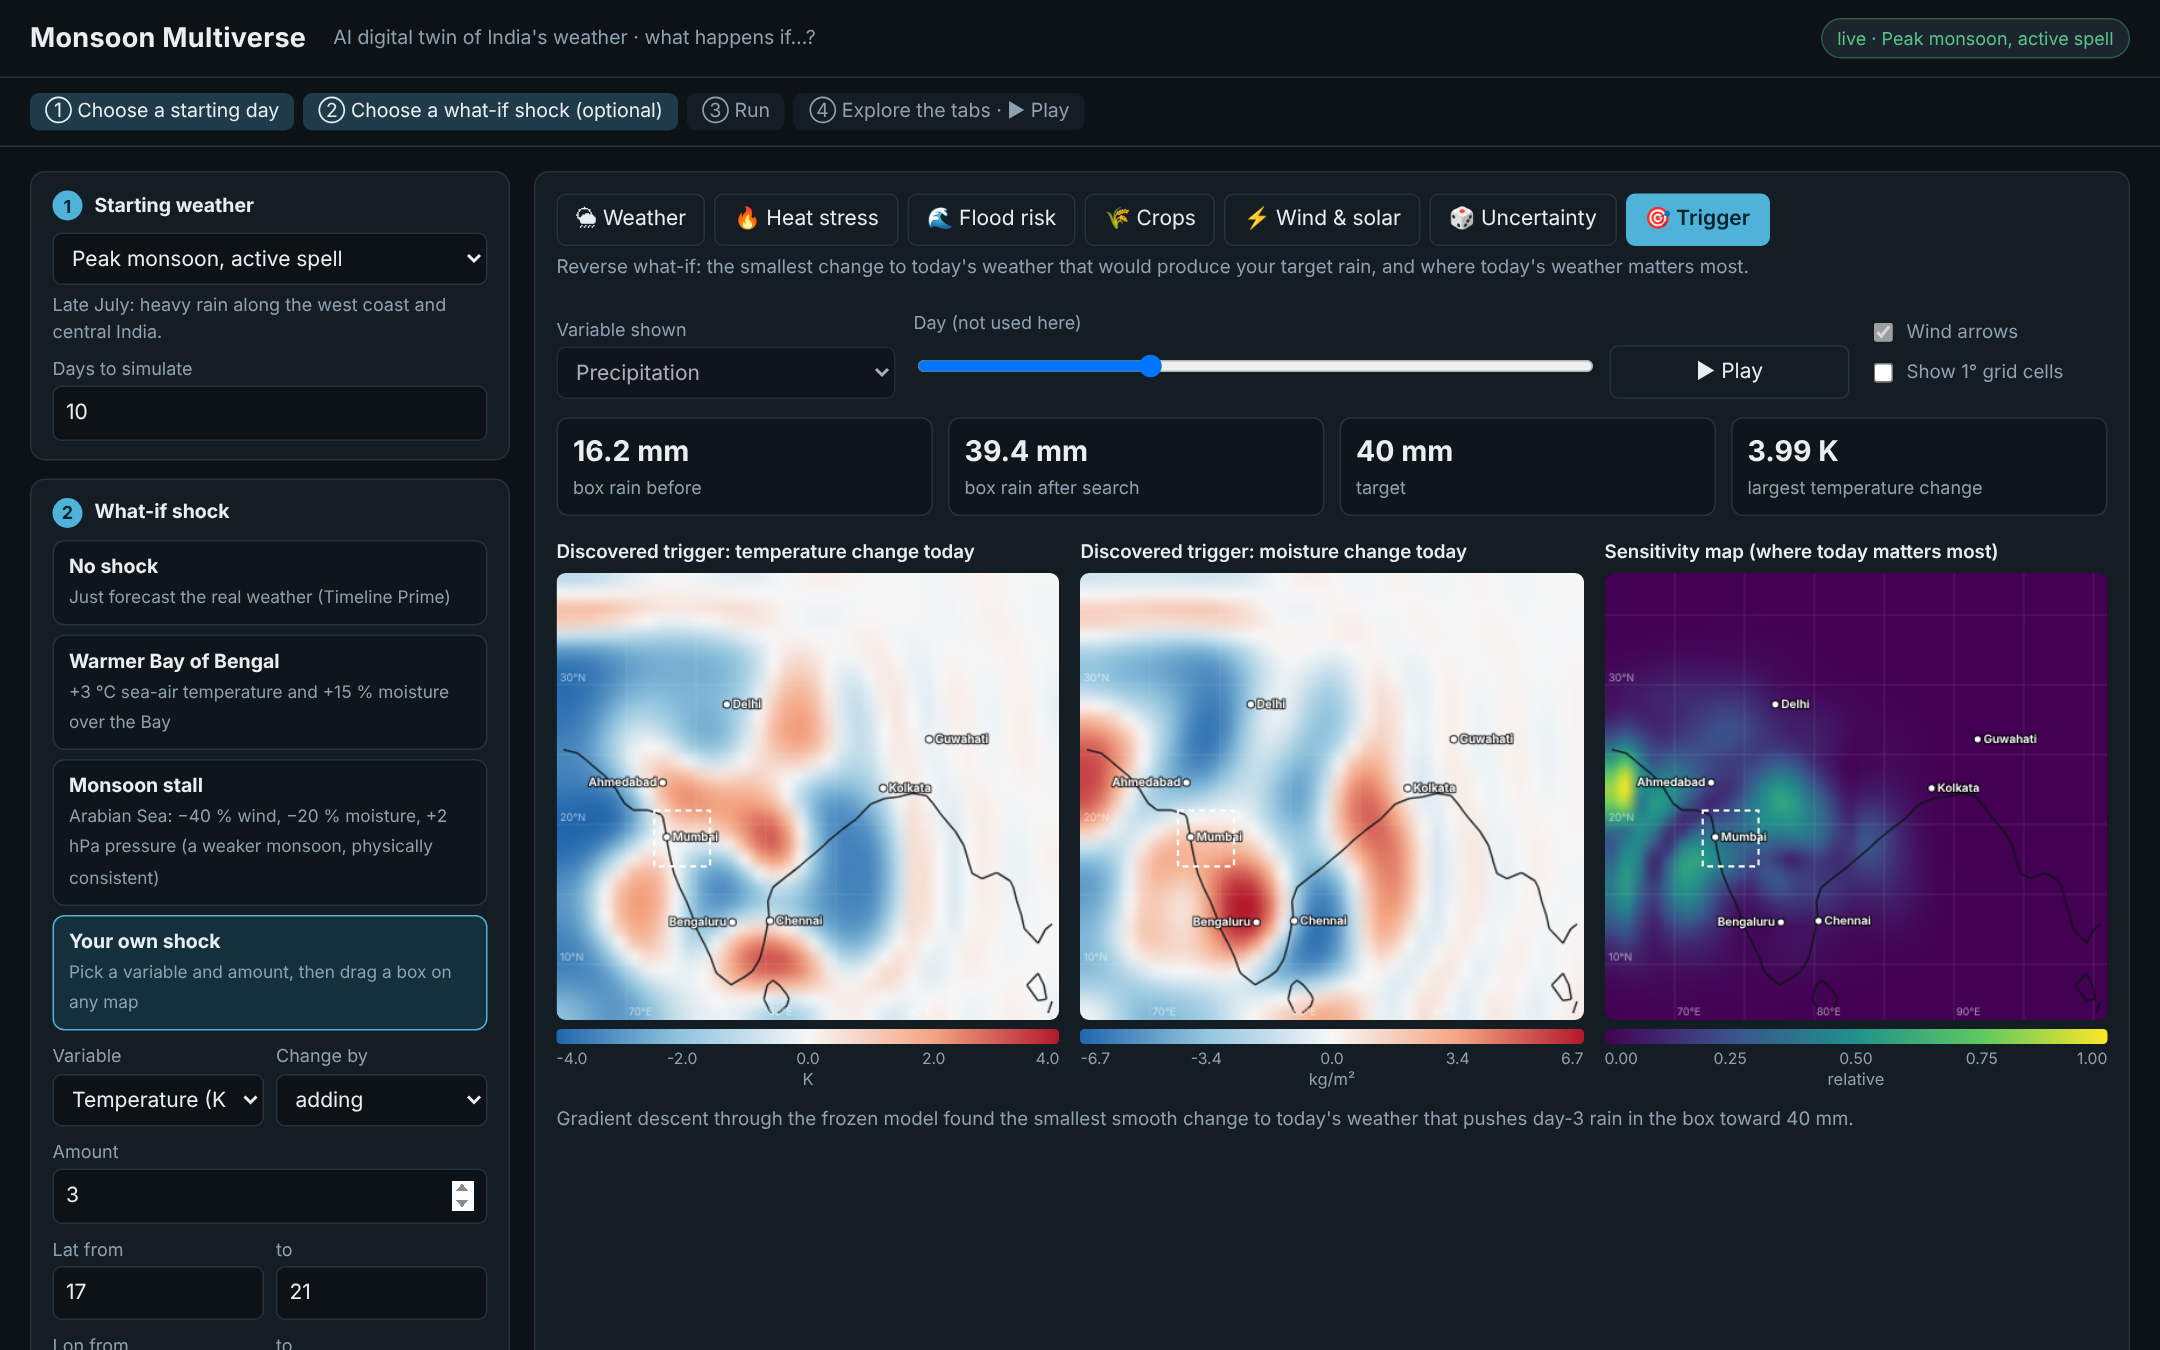 Monsoon Multiverse
AI digital twin of India's weather · what happens if...?
live · Peak monsoon, active spell
① Choose a starting day
② Choose a what-if shock (optional)
③ Run
④ Explore the tabs · ▶ Play
1 Starting weather
Peak monsoon, active spell
Late July: heavy rain along the west coast and
central India.
Days to simulate
10
2 What-if shock
No shock
Just forecast the real weather (Timeline Prime)
Warmer Bay of Bengal
+3 °C sea-air temperature and +15 % moisture
over the Bay
Monsoon stall
Arabian Sea: −40 % wind, −20 % moisture, +2
hPa pressure (a weaker monsoon, physically
consistent)
Your own shock
Pick a variable and amount, then drag a box on
any map
Variable
Change by
Temperature (K
adding
Amount
3
Lat from
to
17
21
Lon from
to
🌦 Weather
🔥 Heat stress
🌊 Flood risk
🌾 Crops
⚡ Wind & solar
🎲 Uncertainty
🎯 Trigger
Reverse what-if: the smallest change to today's weather that would produce your target rain, and where today's weather matters most.
Variable shown
Precipitation
Day (not used here)
▶ Play
Wind arrows
Show 1° grid cells
16.2 mm
box rain before
39.4 mm
box rain after search
40 mm
target
3.99 K
largest temperature change
Discovered trigger: temperature change today
30°N
Delhi
Guwahati
Ahmedabad
Kolkata
20°N
Mumbai
Bengaluru
Chennai
10°N
70°E
-4.0
-2.0
0.0
2.0
4.0
K
Discovered trigger: moisture change today
30°N
Delhi
Guwahati
Ahmedabad
Kolkata
20°N
Mumbai
Bengaluru
Chennai
10°N
70°E
-6.7
-3.4
0.0
3.4
6.7
kg/m²
Sensitivity map (where today matters most)
30°N
Delhi
Guwahati
Ahmedabad
Kolkata
20°N
Mumbai
Bengaluru
Chennai
10°N
70°E
80°E
90°E
0.00
0.25
0.50
0.75
1.00
relative
Gradient descent through the frozen model found the smallest smooth change to today's weather that pushes day-3 rain in the box toward 40 mm.